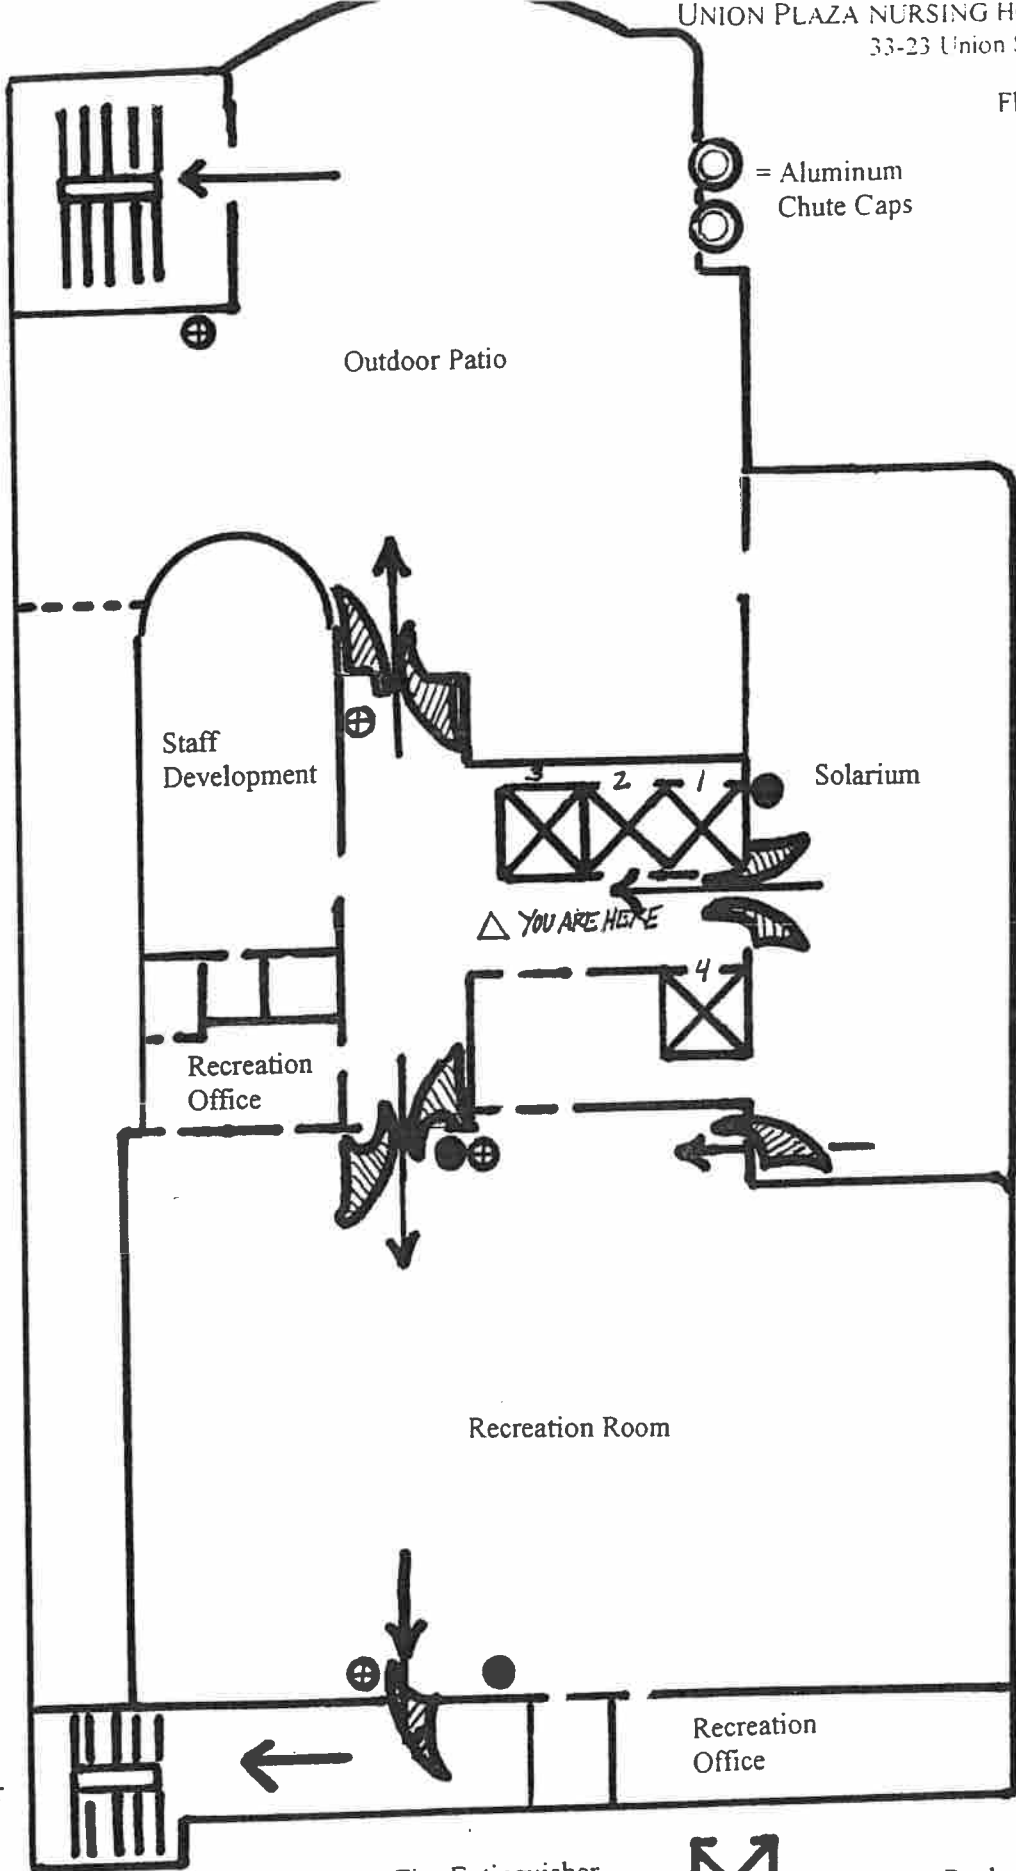 UNION PLAZA NURSING
33-23 Union
= Aluminum
Chute Caps
Outdoor Patio
Staff
Development
3 2 1
Solarium
△ YOU ARE HERE
4
Recreation
Office
Recreation Room
Recreation
Office